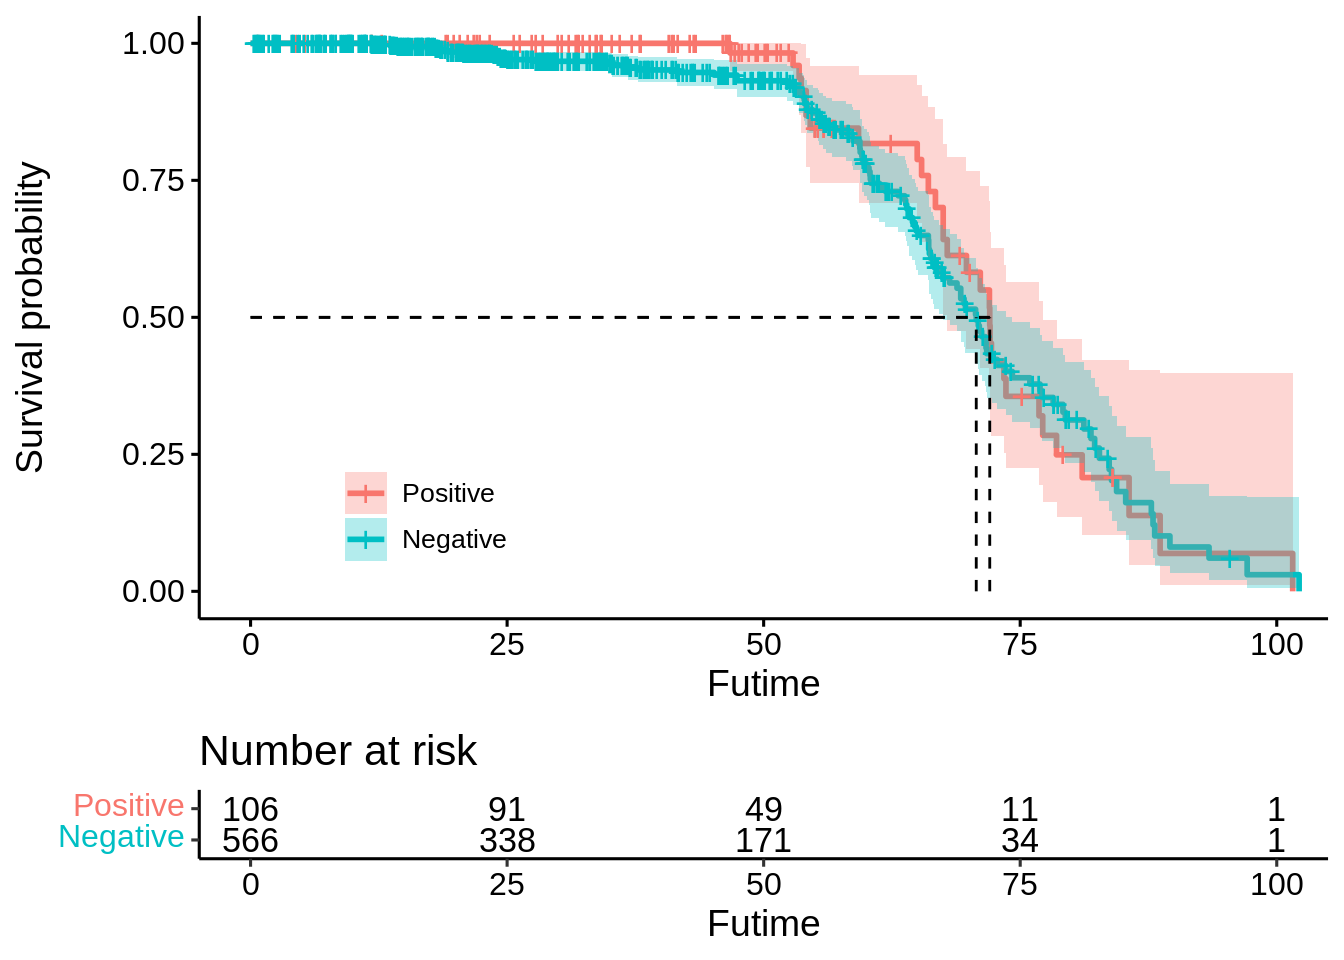 Survival probability
1.00
0.75
0.50
0.25
0.00
Positive
Negative
0 25 50 75 100
Futime
Number at risk
Positive 106 91 49 11 1
Negative 566 338 171 34 1
0 25 50 75 100
Futime